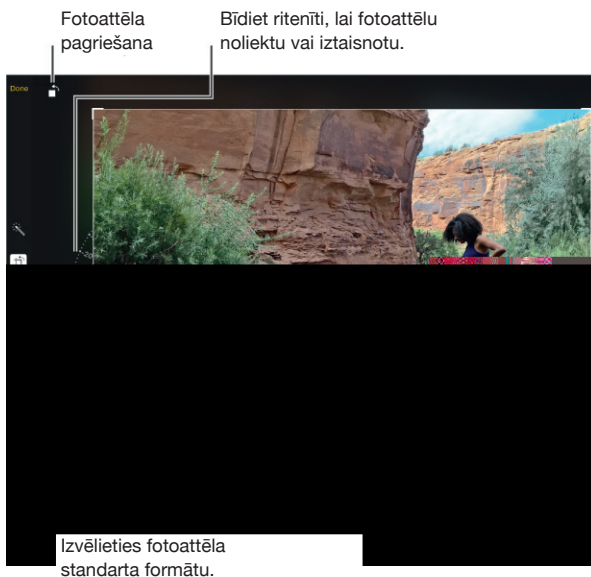 Fotoattēla
pagriešana
Bīdiet ritenīti, lai fotoattēlu
noliektu vai iztaisnotu.
Done
Izvēlieties fotoattēla
standarta formātu.